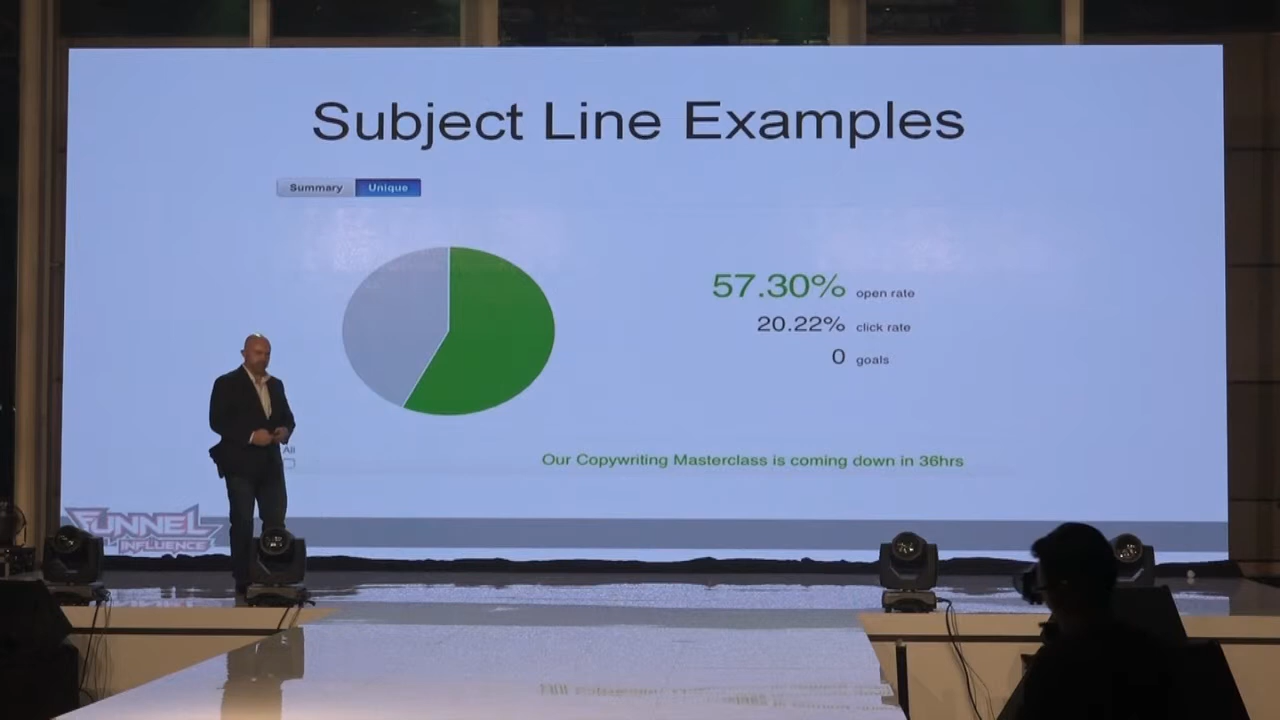 Subject Line Examples
Summary Unique
57.30% open rate
20.22% click rate
0 goals
All
Our Copywriting Masterclass is coming down in 36hrs
FUNNEL
INFLUENCE